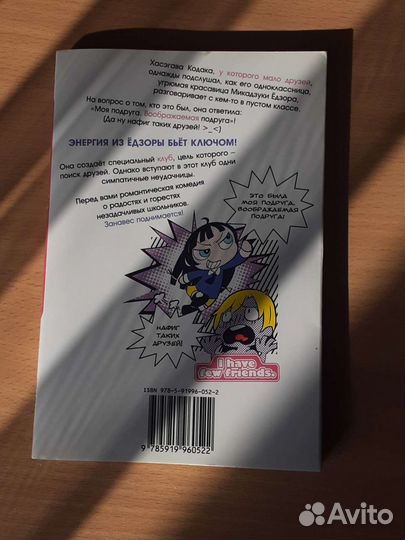 Хасэгава Кодака, у которого мало друзей,
однажды подслушал, как его одноклассница,
угрюмая красавица Микадзуки Ёдзора,
разговаривает с кем-то в пустом классе.
На вопрос о том, кто это был, она ответила:
«Моя подруга. Воображаемая подруга»!
(Да ну нафиг таких друзей! >_<)
ЭНЕРГИЯ ИЗ ЁДЗОРЫ БЬЁТ КЛЮЧОМ!
Она создаёт специальный клуб, цель которого –
поиск друзей. Однако вступают в этот клуб одни
симпатичные неудачницы.
Перед вами романтическая комедия
о радостях и горестях
незадачливых школьников.
Занавес поднимается!
ЭТО БЫЛА
МОЯ ПОДРУГА.
ВООБРАЖАЕМАЯ
ПОДРУГА!
НАФИГ
ТАКИХ
ДРУЗЕЙ!
I have
few friends.
ISBN 978-5-91996-052-2
9 785919 960522
Avito